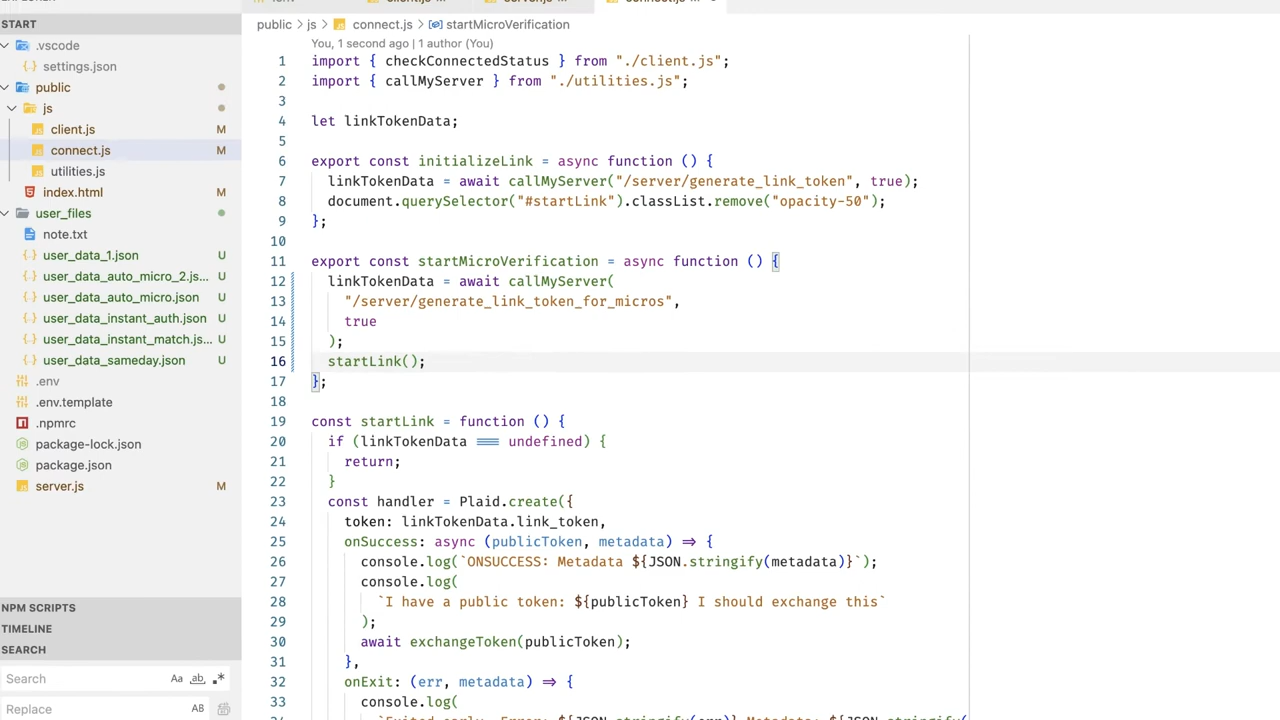 START
.vscode
settings.json
public
js
client.js M
connect.js M
utilities.js
index.html M
user_files
note.txt
user_data_1.json U
user_data_auto_micro_2.js... U
user_data_auto_micro.json U
user_data_instant_auth.json U
user_data_instant_match.js... U
user_data_sameday.json U
.env
.env.template
.npmrc
package-lock.json
package.json
server.js M
NPM SCRIPTS
TIMELINE
SEARCH
Search Aa ab .*
Replace AB
public > js > connect.js > startMicroVerification
You, 1 second ago | 1 author (You)
1 import { checkConnectedStatus } from "./client.js";
2 import { callMyServer } from "./utilities.js";
3
4 let linkTokenData;
5
6 export const initializeLink = async function () {
7 linkTokenData = await callMyServer("/server/generate_link_token", true);
8 document.querySelector("#startLink").classList.remove("opacity-50");
9 };
10
11 export const startMicroVerification = async function () {
12 linkTokenData = await callMyServer(
13 "/server/generate_link_token_for_micros",
14 true
15 );
16 startLink();
17 };
18
19 const startLink = function () {
20 if (linkTokenData === undefined) {
21 return;
22 }
23 const handler = Plaid.create({
24 token: linkTokenData.link_token,
25 onSuccess: async (publicToken, metadata) => {
26 console.log(`ONSUCCESS: Metadata ${JSON.stringify(metadata)}`);
27 console.log(
28 `I have a public token: ${publicToken} I should exchange this`
29 );
30 await exchangeToken(publicToken);
31 },
32 onExit: (err, metadata) => {
33 console.log(